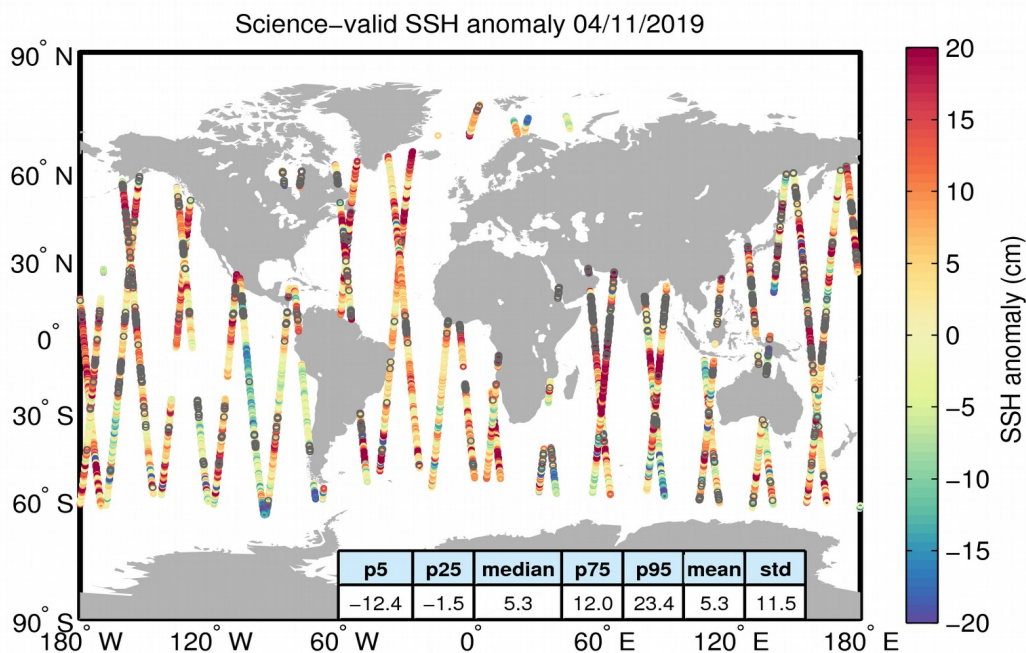 Science−valid SSH anomaly 04/11/2019
90° N
60° N
30° N
0°
30° S
60° S
90° S
180° W
120° W
60° W
0°
60° E
120° E
180° E
p5 p25 median p75 p95 mean std
−12.4 −1.5 5.3 12.0 23.4 5.3 11.5
20
15
10
5
0
−5
−10
−15
−20
SSH anomaly (cm)